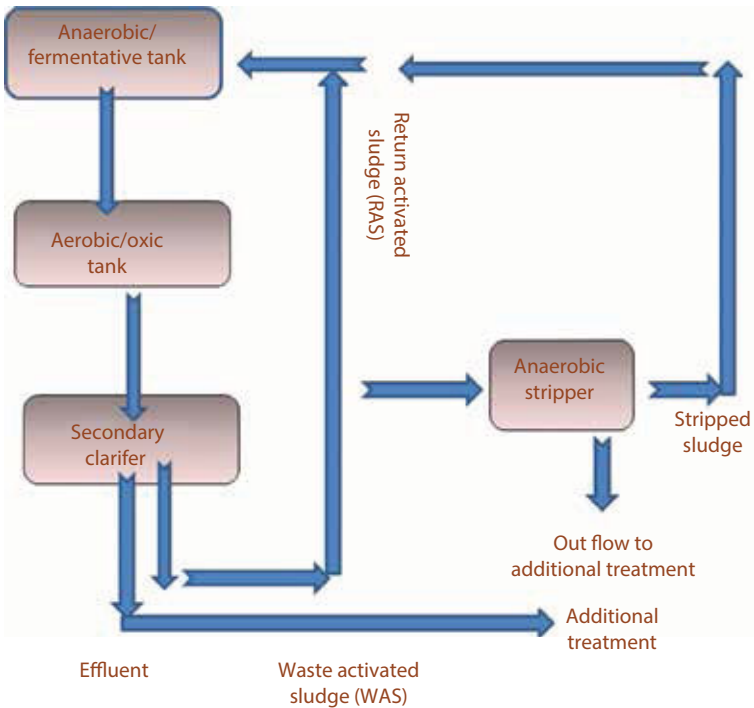 Anaerobic/
fermentative tank
Return activated
sludge (RAS)
Aerobic/oxic
tank
Anaerobic
stripper
Stripped
sludge
Secondary
clarifer
Out flow to
additional treatment
Additional
treatment
Effluent
Waste activated
sludge (WAS)